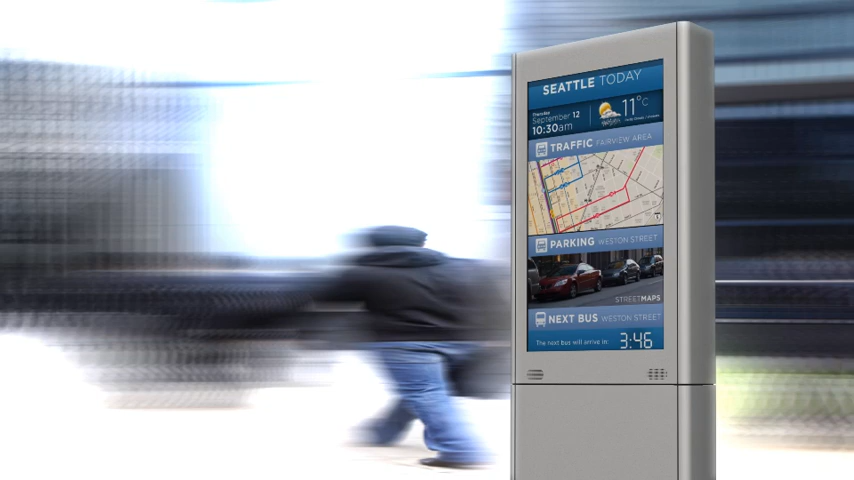 SEATTLE TODAY
Thursday
September 12
10:30am
11°C
TRAFFIC FAIRVIEW AREA
PARKING WESTON STREET
STREETMAPS
NEXT BUS WESTON STREET
The next bus will arrive in: 3:46